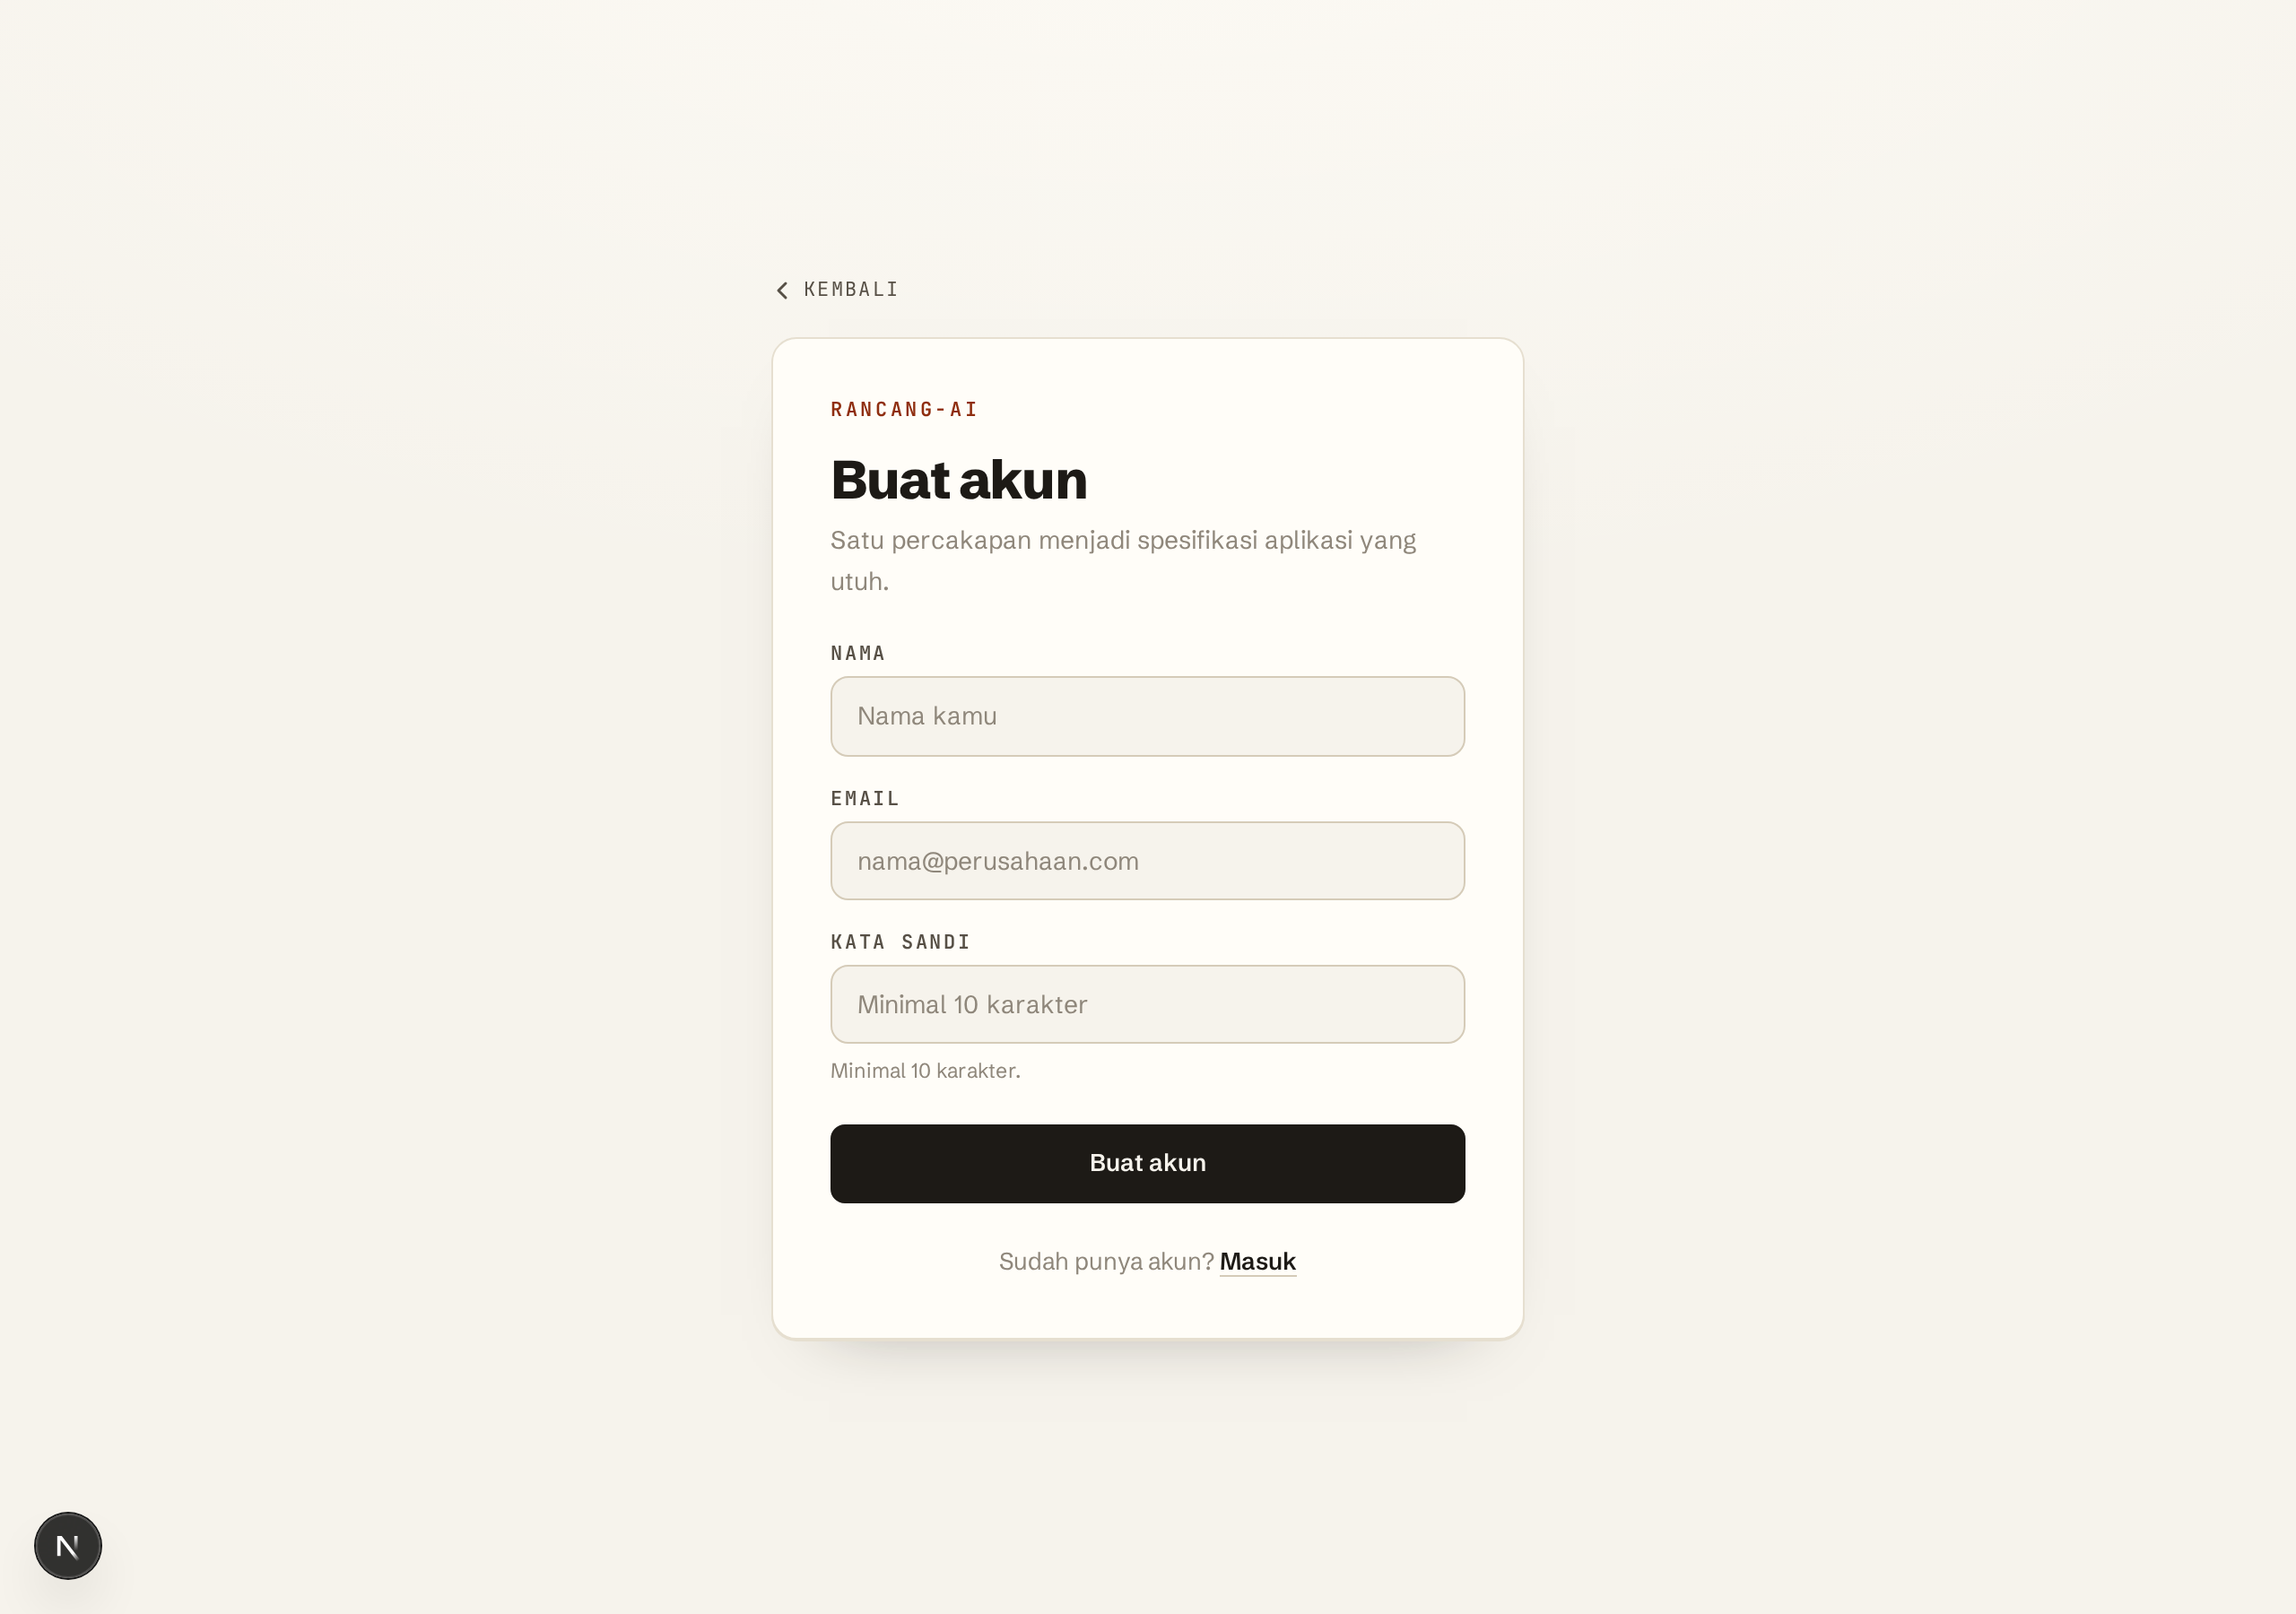 KEMBALI
RANCANG-AI
Buat akun
Satu percakapan menjadi spesifikasi aplikasi yang
utuh.
NAMA
Nama kamu
EMAIL
nama@perusahaan.com
KATA SANDI
Minimal 10 karakter
Minimal 10 karakter.
Buat akun
Sudah punya akun? Masuk
N